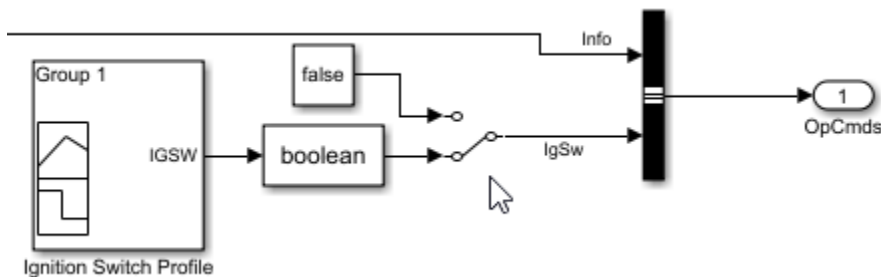 Info
Group 1
false
IGSW
boolean
IgSw
1
OpCmds
Ignition Switch Profile